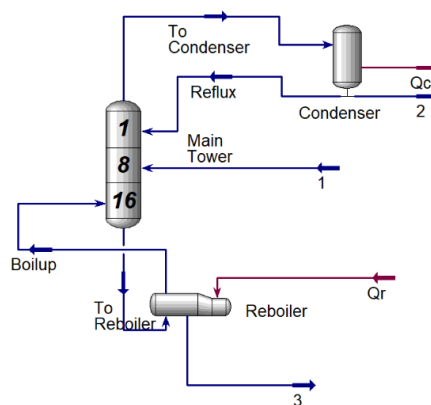 To
Condenser
Reflux
Condenser
Qc
2
1
8
16
Main
Tower
1
Boilup
To
Reboiler
Reboiler
Qr
3